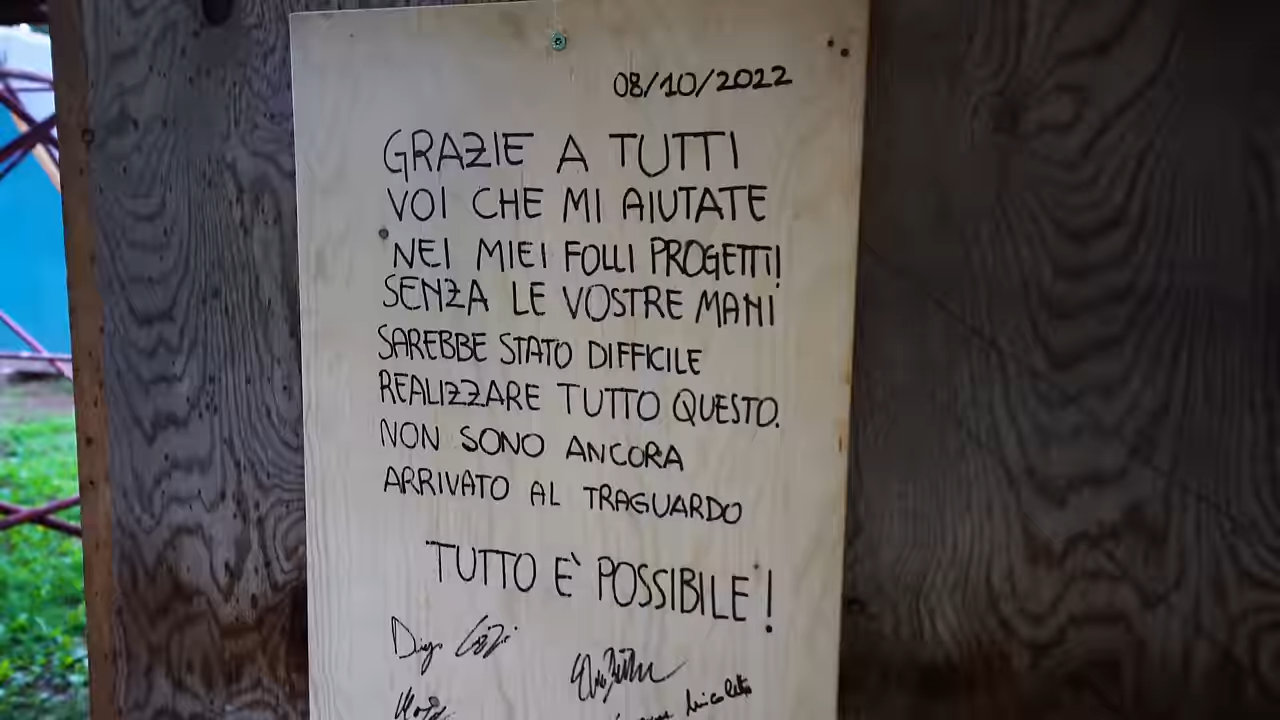 08/10/2022
GRAZIE A TUTTI
VOI CHE MI AIUTATE
NEI MIEI FOLLI PROGETTI!
SENZA LE VOSTRE MANI
SAREBBE STATO DIFFICILE
REALIZZARE TUTTO QUESTO.
NON SONO ANCORA
ARRIVATO AL TRAGUARDO
TUTTO È POSSIBILE!